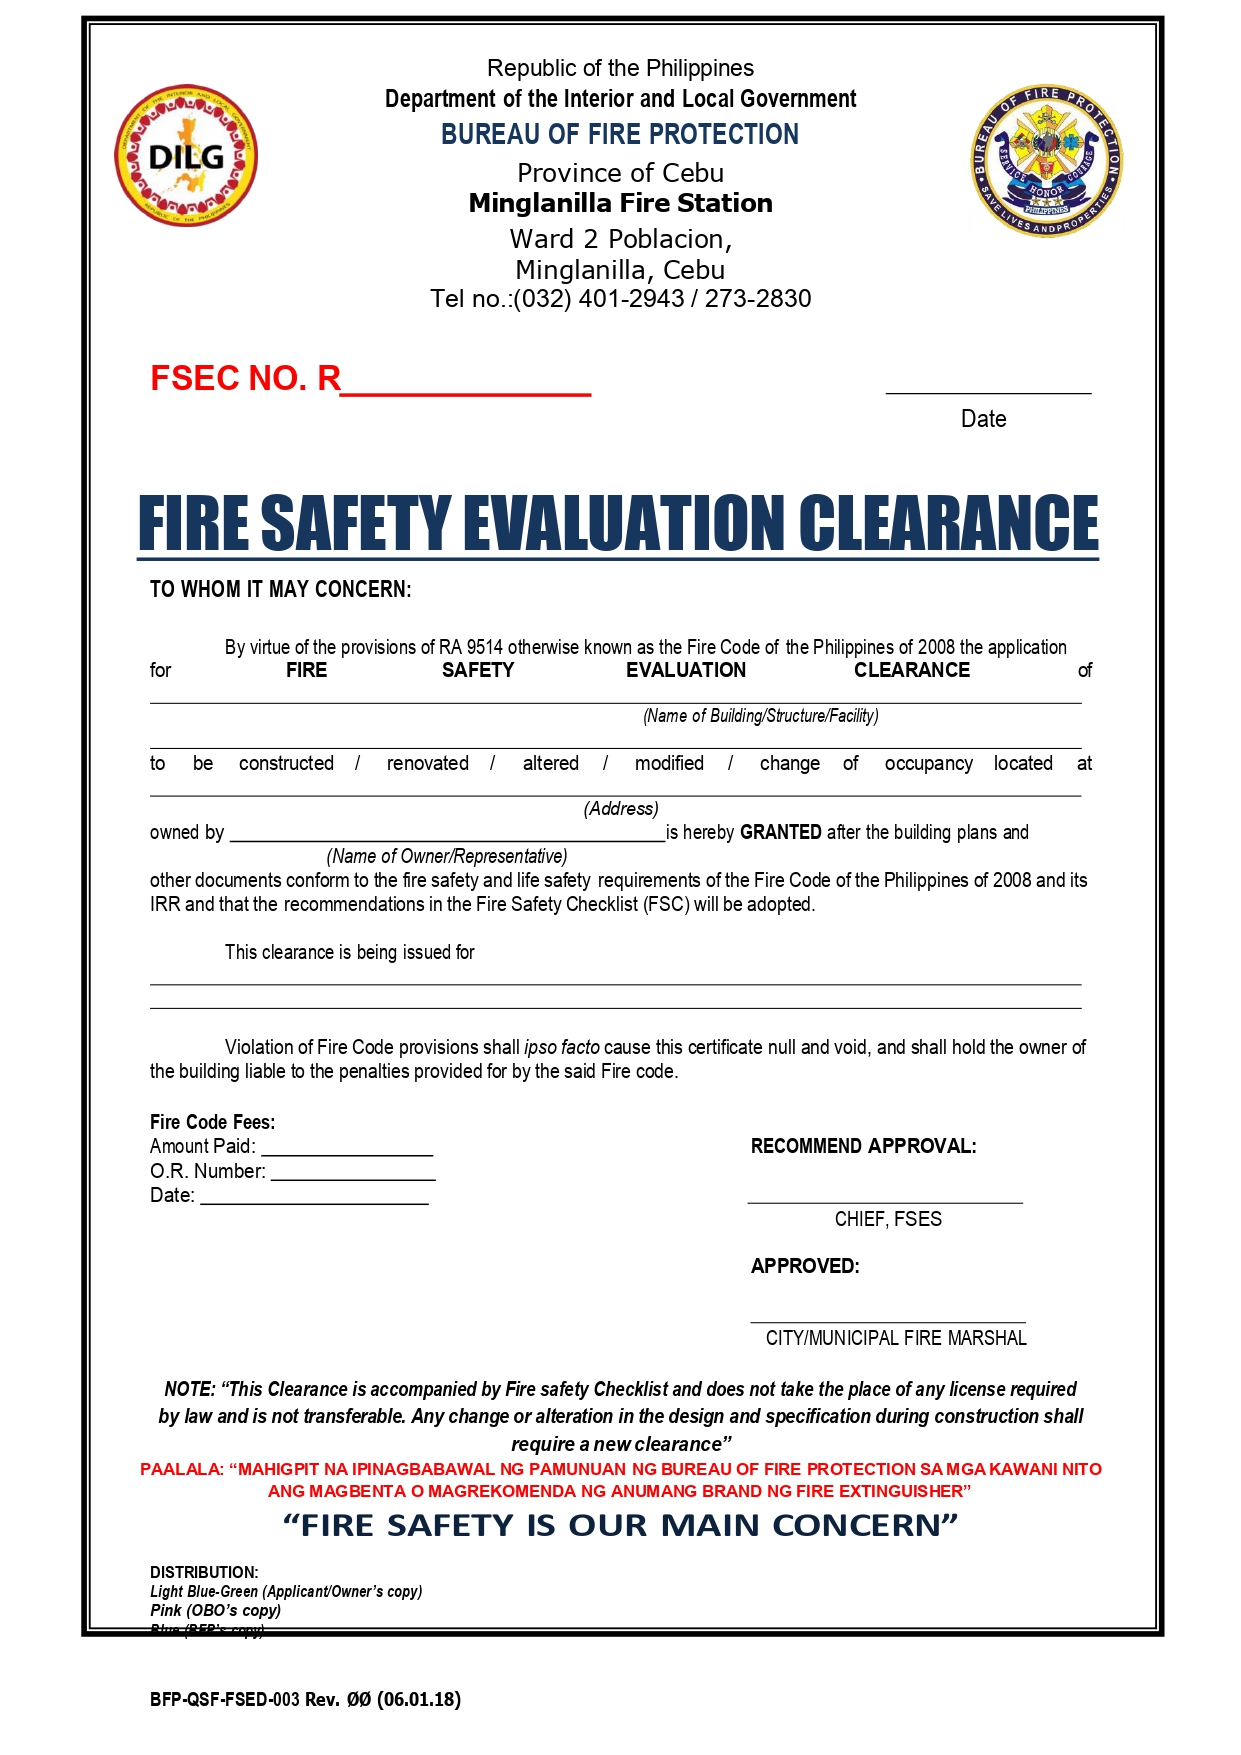 Republic of the Philippines
Department of the Interior and Local Government
BUREAU OF FIRE PROTECTION
Province of Cebu
Minglanilla Fire Station
Ward 2 Poblacion,
Minglanilla, Cebu
Tel no.:(032) 401-2943 / 273-2830
DEPARTMENT OF THE INTERIOR AND LOCAL GOVERNMENT
DILG
REPUBLIC OF THE PHILIPPINES
BUREAU OF FIRE PROTECTION
SERVICE HONOR COURAGE
PHILIPPINES
SAVE LIVES AND PROPERTIES
FSEC NO. R______________
Date
FIRE SAFETY EVALUATION CLEARANCE
TO WHOM IT MAY CONCERN:
By virtue of the provisions of RA 9514 otherwise known as the Fire Code of the Philippines of 2008 the application
for FIRE SAFETY EVALUATION CLEARANCE of
(Name of Building/Structure/Facility)
to be constructed / renovated / altered / modified / change of occupancy located at
(Address)
owned by ______________________is hereby GRANTED after the building plans and
(Name of Owner/Representative)
other documents conform to the fire safety and life safety requirements of the Fire Code of the Philippines of 2008 and its
IRR and that the recommendations in the Fire Safety Checklist (FSC) will be adopted.
This clearance is being issued for
Violation of Fire Code provisions shall ipso facto cause this certificate null and void, and shall hold the owner of
the building liable to the penalties provided for by the said Fire code.
Fire Code Fees:
Amount Paid: ________________
O.R. Number: _______________
Date: _____________________
RECOMMEND APPROVAL:
CHIEF, FSES
APPROVED:
CITY/MUNICIPAL FIRE MARSHAL
NOTE: “This Clearance is accompanied by Fire safety Checklist and does not take the place of any license required
by law and is not transferable. Any change or alteration in the design and specification during construction shall
require a new clearance”
PAALALA: “MAHIGPIT NA IPINAGBABAWAL NG PAMUNUAN NG BUREAU OF FIRE PROTECTION SA MGA KAWANI NITO
ANG MAGBENTA O MAGREKOMENDA NG ANUMANG BRAND NG FIRE EXTINGUISHER”
“FIRE SAFETY IS OUR MAIN CONCERN”
DISTRIBUTION:
Light Blue-Green (Applicant/Owner’s copy)
Pink (OBO’s copy)
Blue (BFP’s copy)
BFP-QSF-FSED-003 Rev. ØØ (06.01.18)